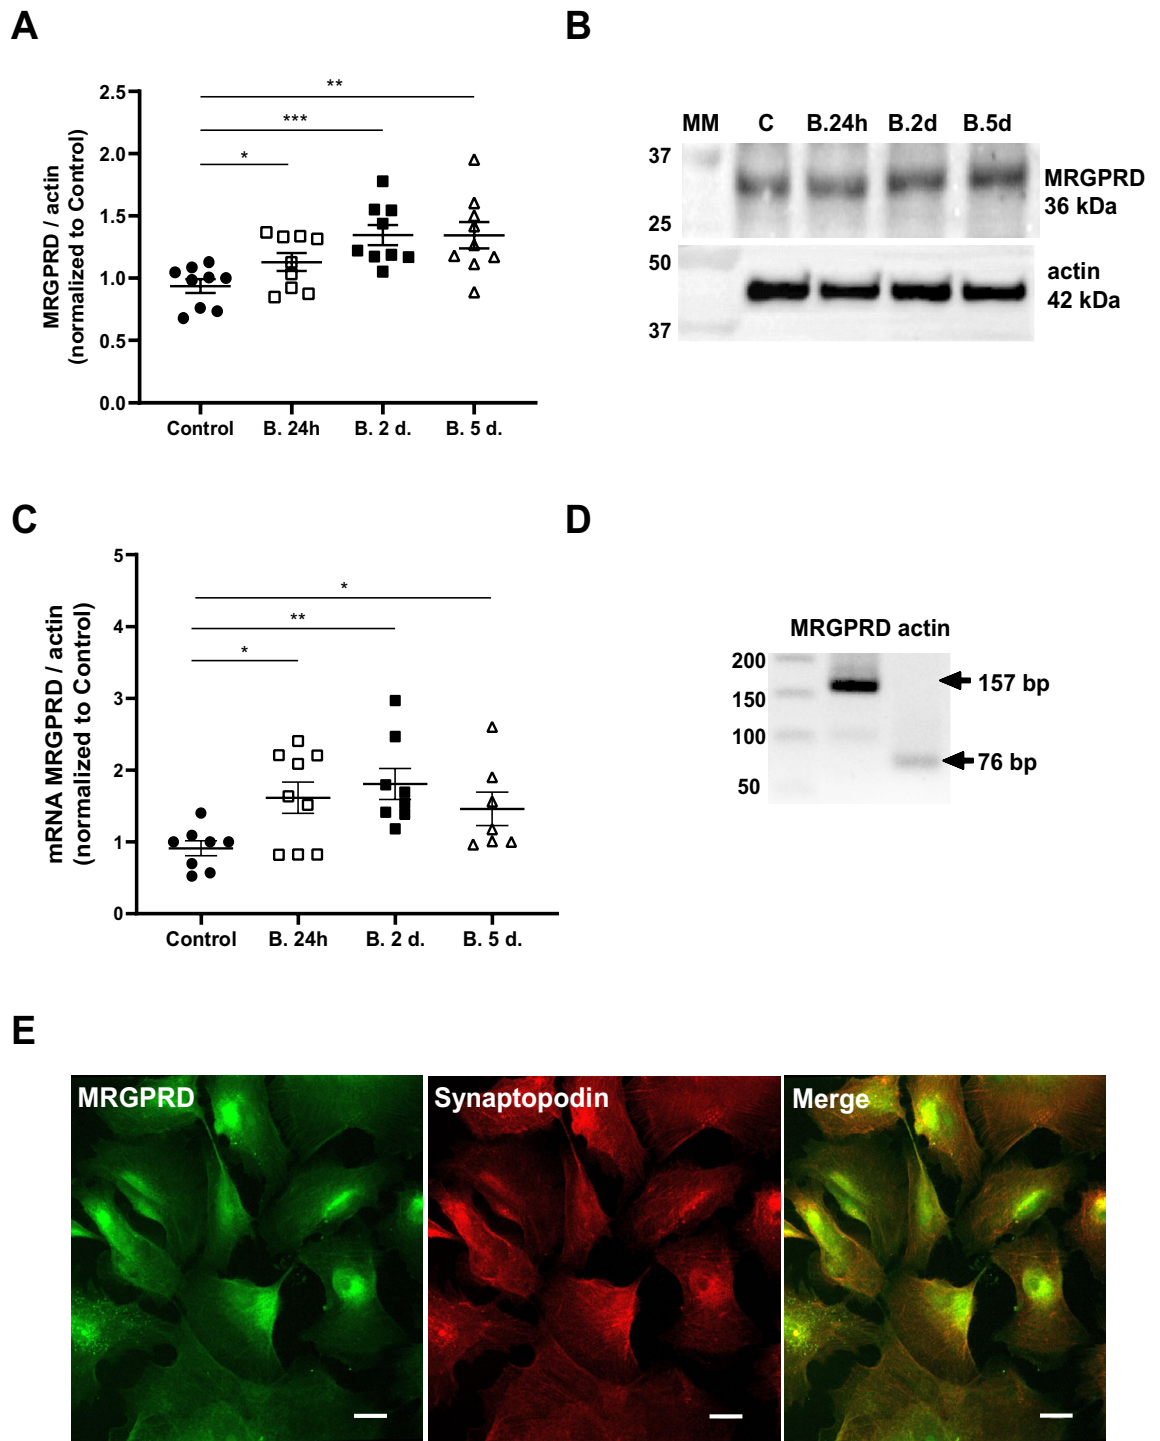 A
B
MRGPRD / actin
(normalized to Control)
2.5
2.0
1.5
1.0
0.5
0.0
**
***
*
Control B. 24h B. 2 d. B. 5 d.
MM C B.24h B.2d B.5d
37
25
MRGPRD
36 kDa
50
37
actin
42 kDa
C
D
mRNA MRGPRD / actin
(normalized to Control)
5
4
3
2
1
0
*
**
*
Control B. 24h B. 2 d. B. 5 d.
MRGPRD actin
200
150
100
50
157 bp
76 bp
E
MRGPRD
Synaptopodin
Merge